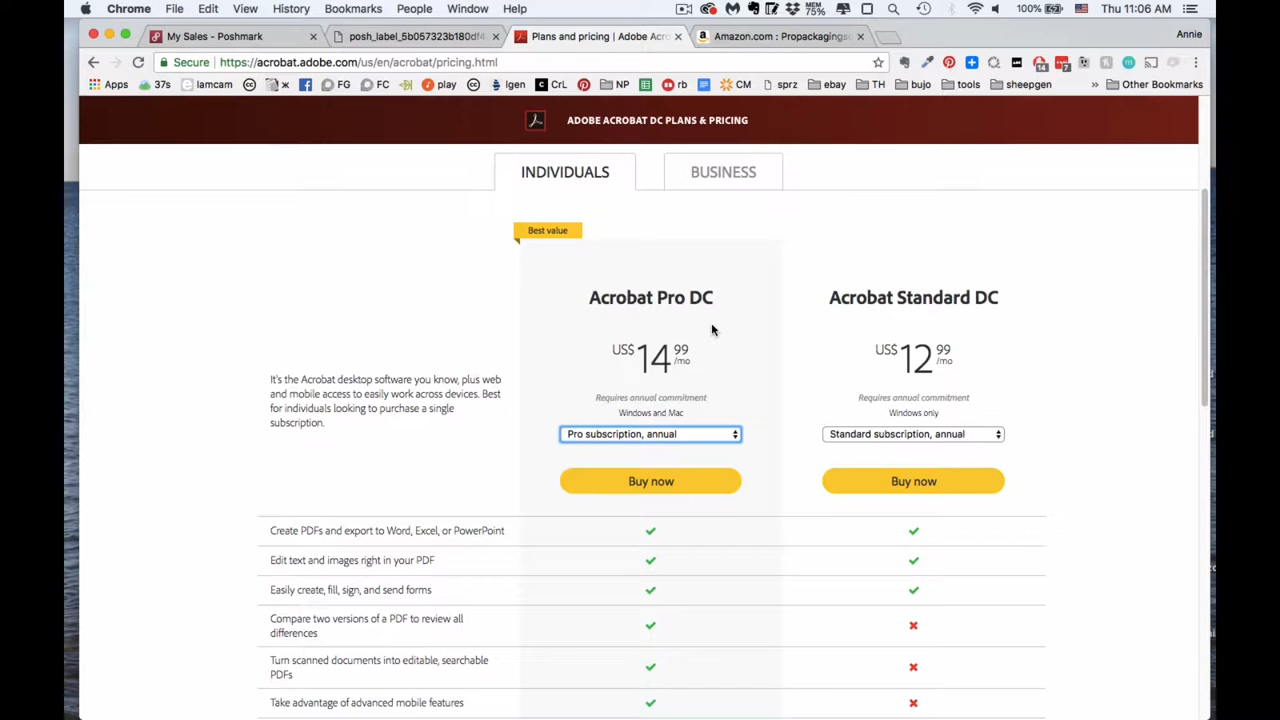 Chrome File Edit View History Bookmarks People Window Help MEM 75% 100% Thu 11:06 AM
My Sales - Poshmark posh_label_5b057323b180df4 Plans and pricing | Adobe Acro Amazon.com : Propackagings Annie
Secure https://acrobat.adobe.com/us/en/acrobat/pricing.html 14 7
Apps 37s lamcam x FG FC play lgen CrL NP rb CM sprz ebay TH bujo tools sheepgen » Other Bookmarks
ADOBE ACROBAT DC PLANS & PRICING
INDIVIDUALS BUSINESS
Best value
Acrobat Pro DC Acrobat Standard DC
US$ 14 99 /mo US$ 12 99 /mo
It's the Acrobat desktop software you know, plus web
and mobile access to easily work across devices. Best
for individuals looking to purchase a single
subscription.
Requires annual commitment Requires annual commitment
Windows and Mac Windows only
Pro subscription, annual Standard subscription, annual
Buy now Buy now
Create PDFs and export to Word, Excel, or PowerPoint
Edit text and images right in your PDF
Easily create, fill, sign, and send forms
Compare two versions of a PDF to review all
differences
Turn scanned documents into editable, searchable
PDFs
Take advantage of advanced mobile features